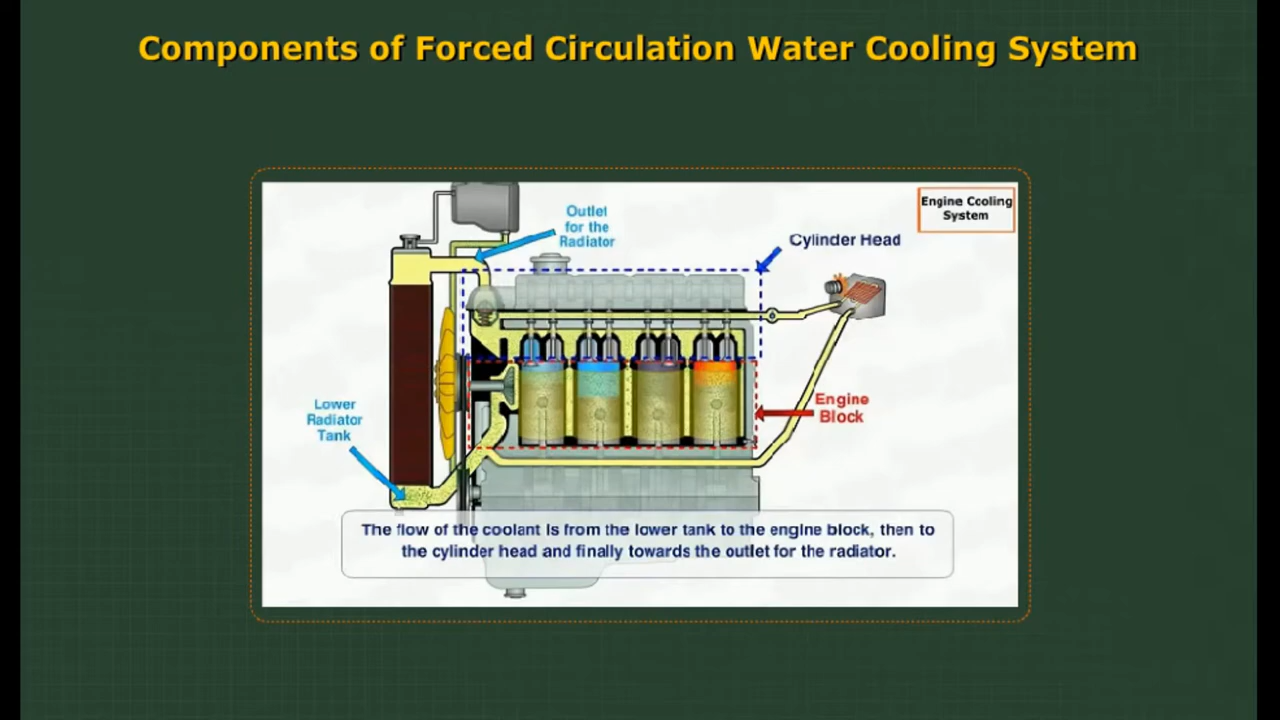 Components of Forced Circulation Water Cooling System
Engine Cooling
System
Outlet
for the
Radiator
Cylinder Head
Lower
Radiator
Tank
Engine
Block
The flow of the coolant is from the lower tank to the engine block, then to
the cylinder head and finally towards the outlet for the radiator.